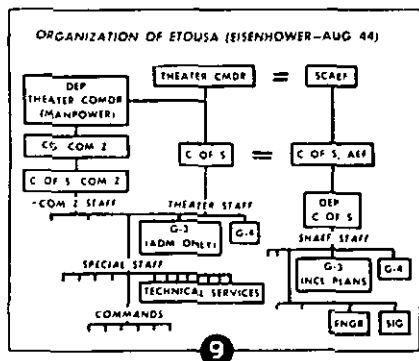 ORGANIZATION OF ETOUSA (EISENHOWER—AUG 44)
DEP
THEATER COMDR
(MANPOWER)
THEATER CMDR
=
SCAEF
CG COM Z
C OF S
=
C OF S, AEF
C OF S COM Z
DEP
C OF S
COM Z STAFF
THEATER STAFF
G-3
(ADM ONLY)
G-4
SHAEF STAFF
G-3
INCL PLANS
G-4
SPECIAL STAFF
TECHNICAL SERVICES
COMMANDS
ENGR
SIG
9